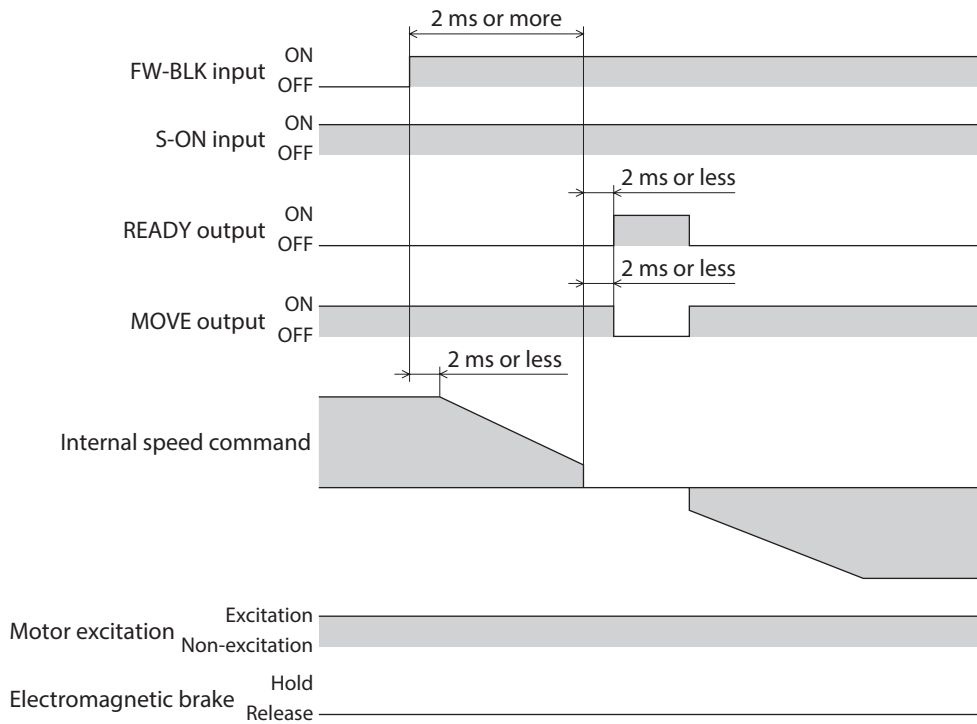 2 ms or more
FW-BLK input
ON
OFF
S-ON input
ON
OFF
2 ms or less
READY output
ON
OFF
2 ms or less
MOVE output
ON
OFF
2 ms or less
Internal speed command
Motor excitation
Excitation
Non-excitation
Electromagnetic brake
Hold
Release